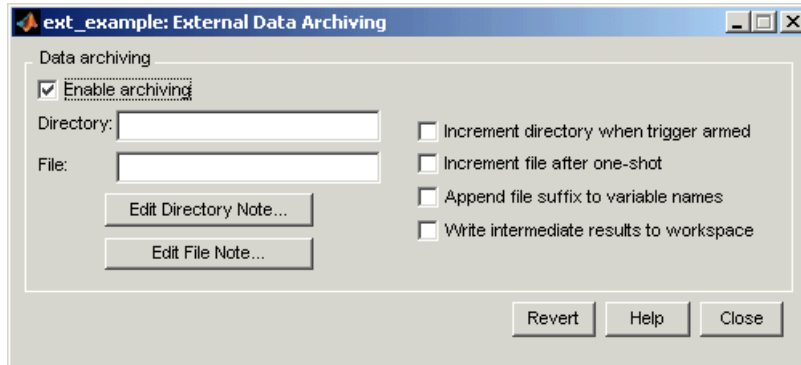 ext_example: External Data Archiving
Data archiving
Enable archiving
Directory:
Increment directory when trigger armed
File:
Increment file after one-shot
Append file suffix to variable names
Edit Directory Note...
Write intermediate results to workspace
Edit File Note...
Revert Help Close